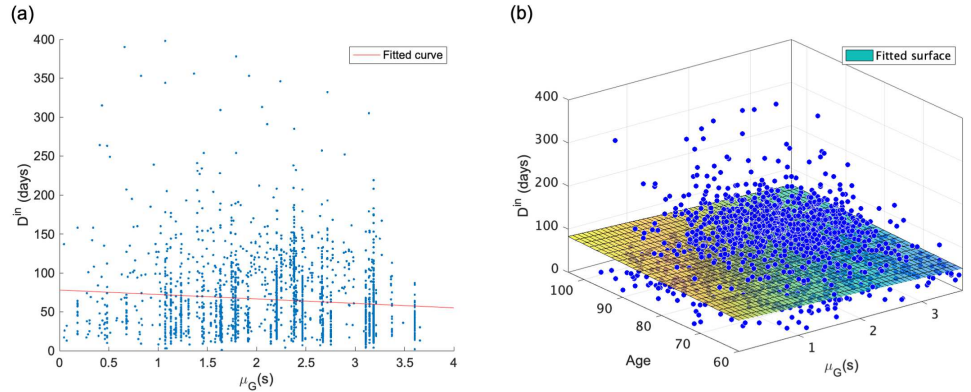 (a)
400
350
300
250
200
150
100
50
0
D^in (days)
0 0.5 1 1.5 2 2.5 3 3.5 4
μ_G(s)
Fitted curve
(b)
Fitted surface
400
300
200
100
0
D^in (days)
100 90 80 70 60
Age
1 2 3
μ_G(s)